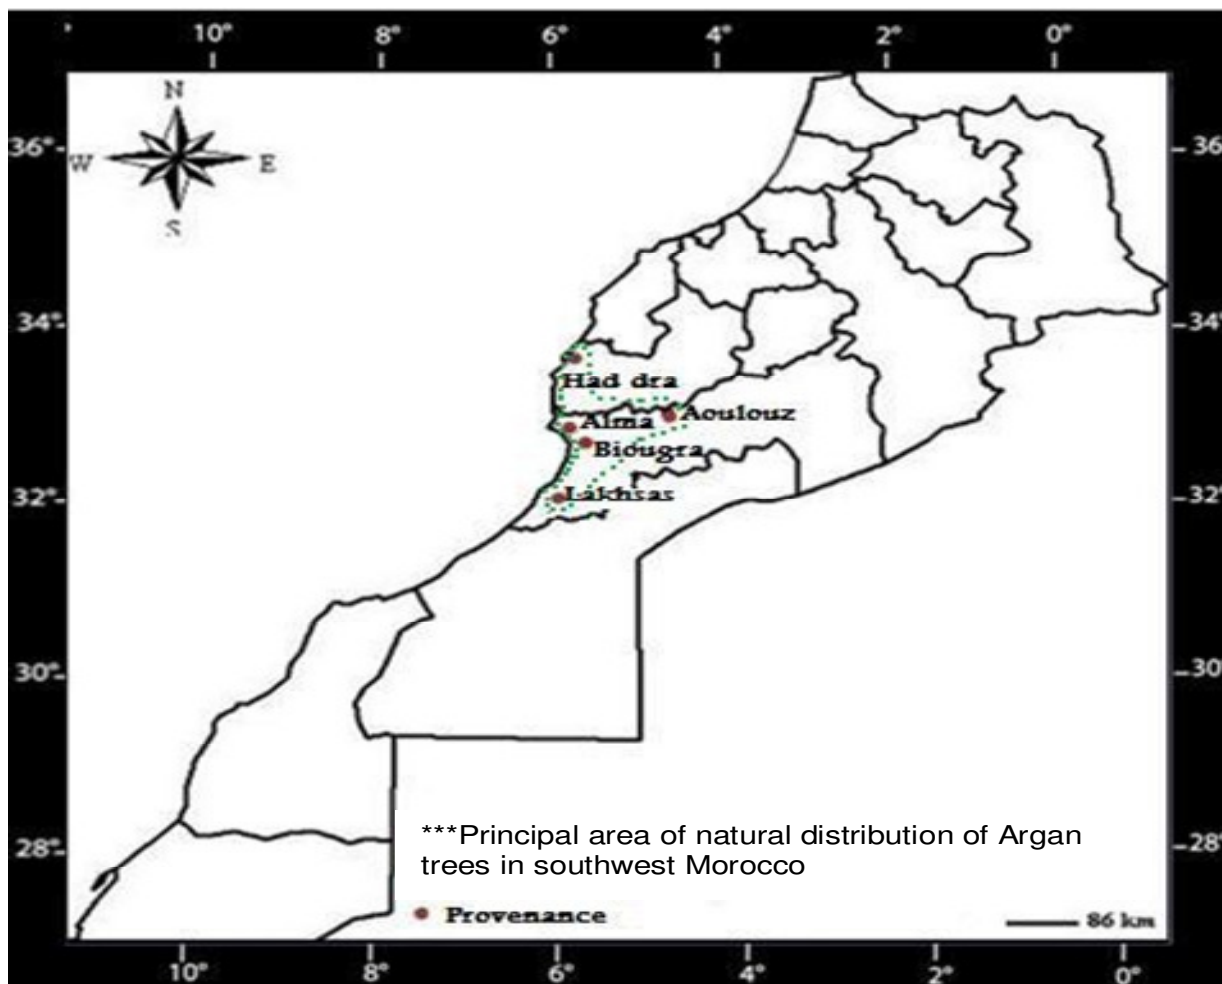 10° 8° 6° 4° 2° 0°
N
36° W E 36
S
34° 34°
Had dra
Aoulouz
Alma
Biougra
32° Lakhsas 32°
30° 30°
***Principal area of natural distribution of Argan
28° 28°
trees in southwest Morocco
Provenance
86 km
10° 8° 6° 4° 2° 0°